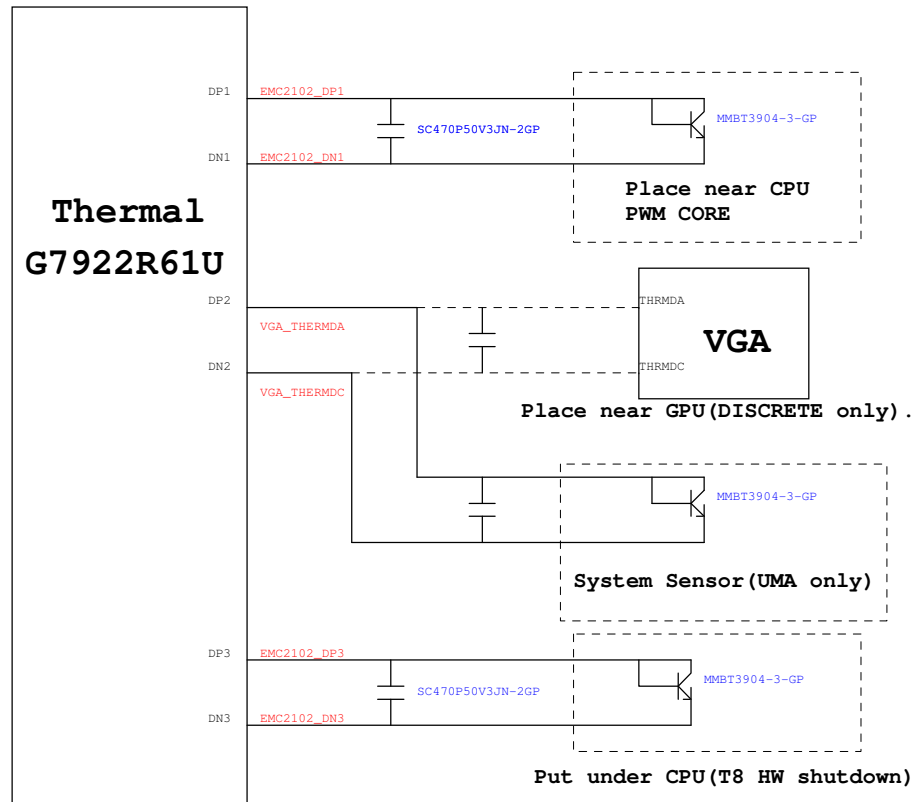 DP1
EMC2102_DP1
SC470P50V3JN-2GP
MMBT3904-3-GP
DN1
EMC2102_DN1
Place near CPU
PWM CORE
Thermal
G7922R61U
DP2
VGA_THERMDA
THRMDA
VGA
DN2
VGA_THERMDC
THRMDC
Place near GPU(DISCRETE only).
MMBT3904-3-GP
System Sensor(UMA only)
DP3
EMC2102_DP3
SC470P50V3JN-2GP
MMBT3904-3-GP
DN3
EMC2102_DN3
Put under CPU(T8 HW shutdown)